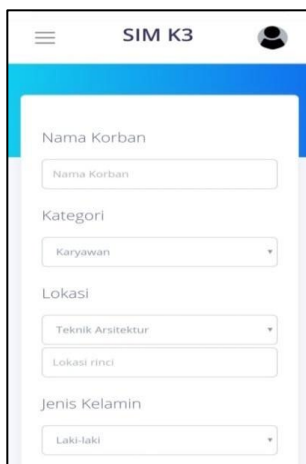 SIM K3
Nama Korban
Nama Korban
Kategori
Karyawan
Lokasi
Teknik Arsitektur
Lokasi rinci
Jenis Kelamin
Laki-laki